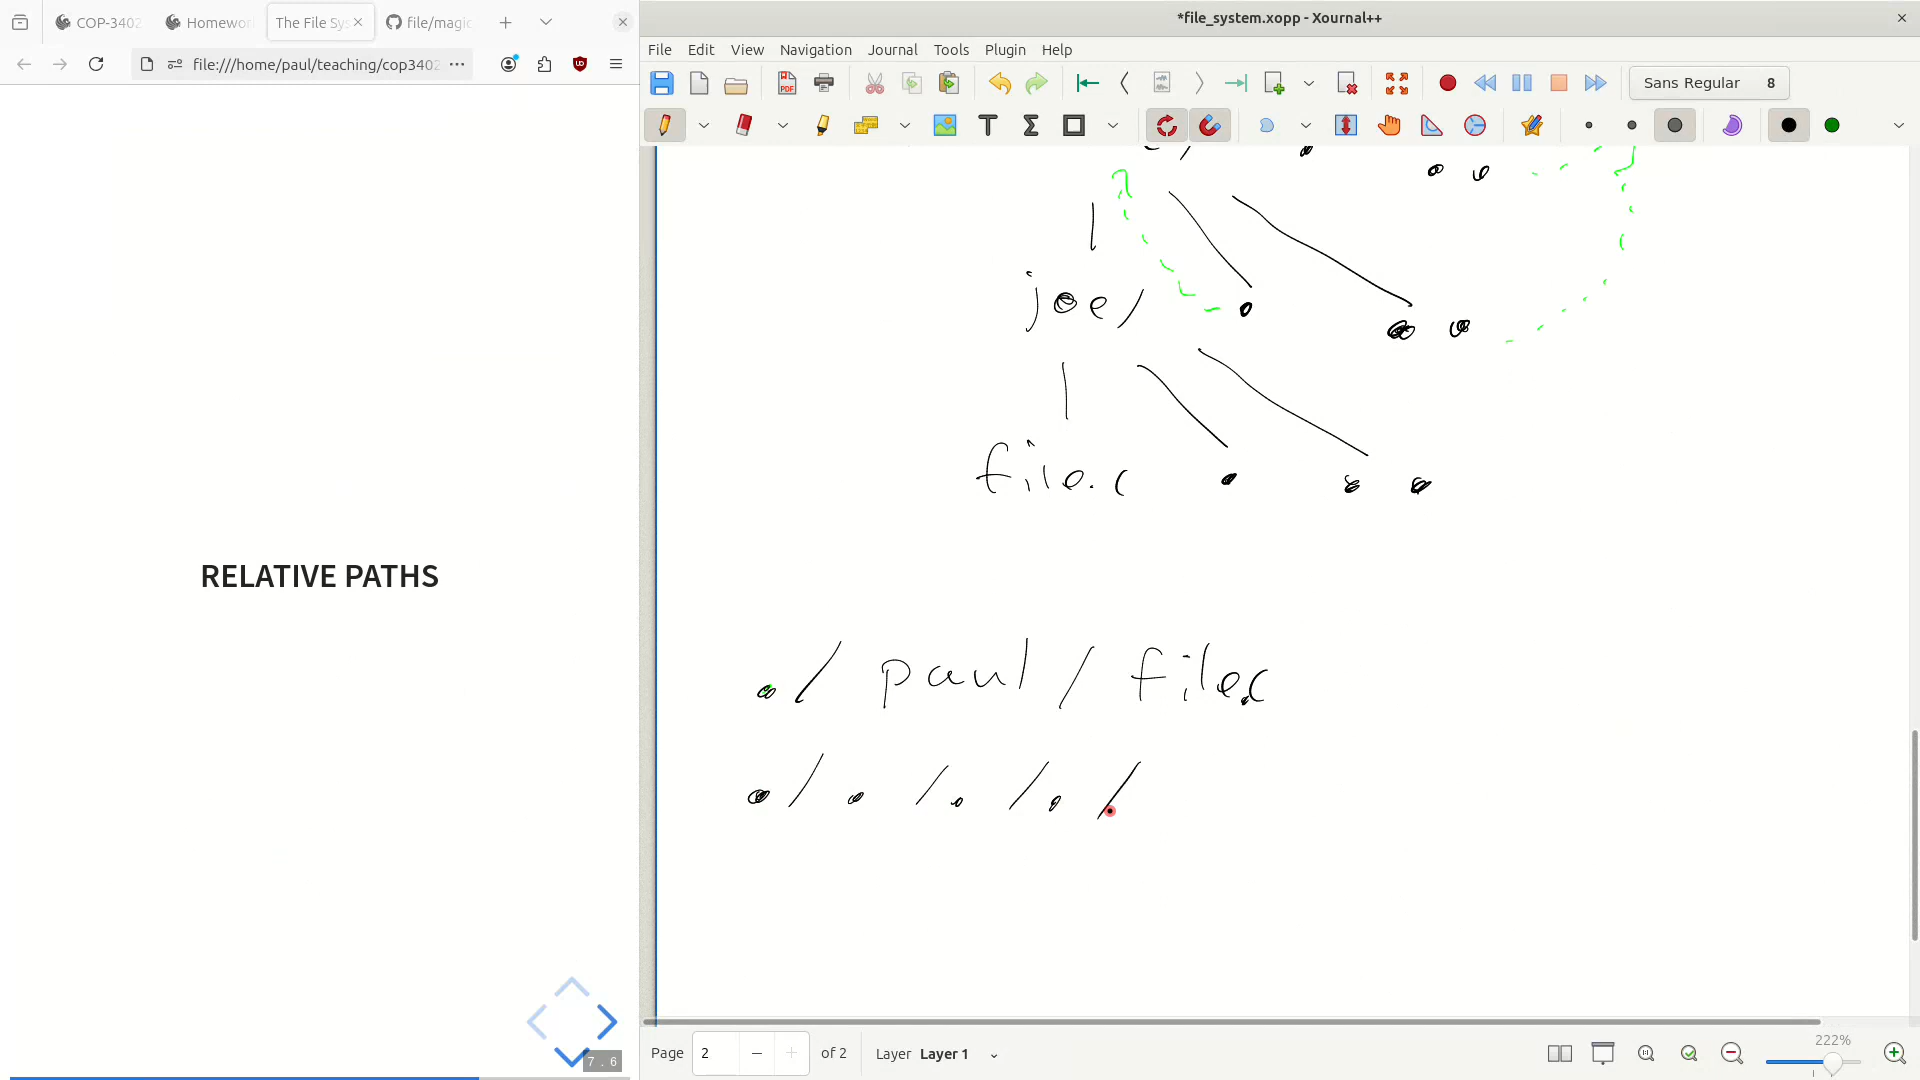 COP-3402
Homewor
The File Sys
file/magic
file:///home/paul/teaching/cop3402
RELATIVE PATHS
7.6
*file_system.xopp - Xournal++
File Edit View Navigation Journal Tools Plugin Help
Sans Regular 8
joe/ . ..
file.c . ..
./paul/file.c
./././././
Page 2 of 2 Layer Layer 1
222%